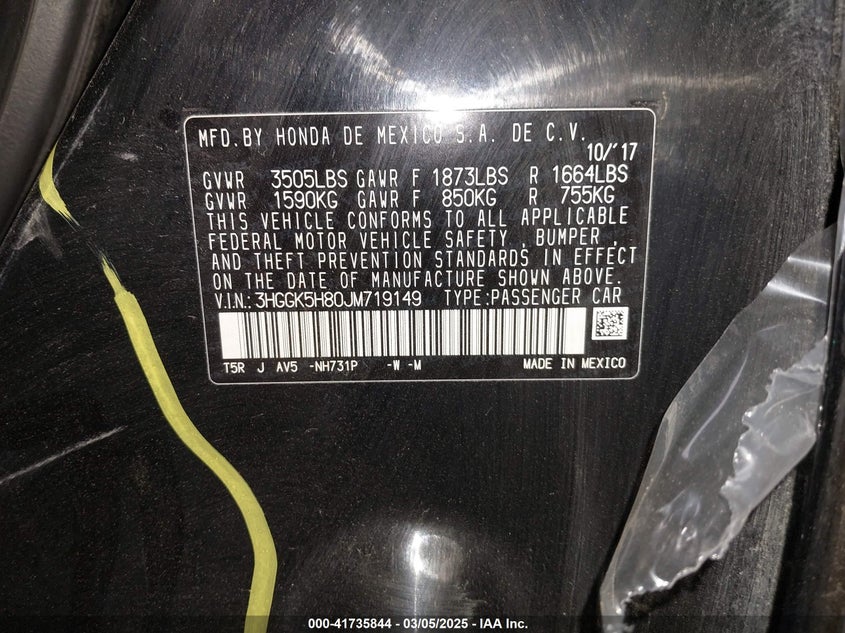 MFD.BY HONDA DE MEXICO S.A. DE C.V.
10/'17
GVWR 3505LBS GAWR F 1873LBS R 1664LBS
GVWR 1590KG GAWR F 850KG R 755KG
THIS VEHICLE CONFORMS TO ALL APPLICABLE
FEDERAL MOTOR VEHICLE SAFETY , BUMPER ,
AND THEFT PREVENTION STANDARDS IN EFFECT
ON THE DATE OF MANUFACTURE SHOWN ABOVE.
V.I.N.:3HGGK5H80JM719149 TYPE:PASSENGER CAR
T5R J AV5 -NH731P -W -M MADE IN MEXICO
000-41735844 - 03/05/2025 - IAA Inc.